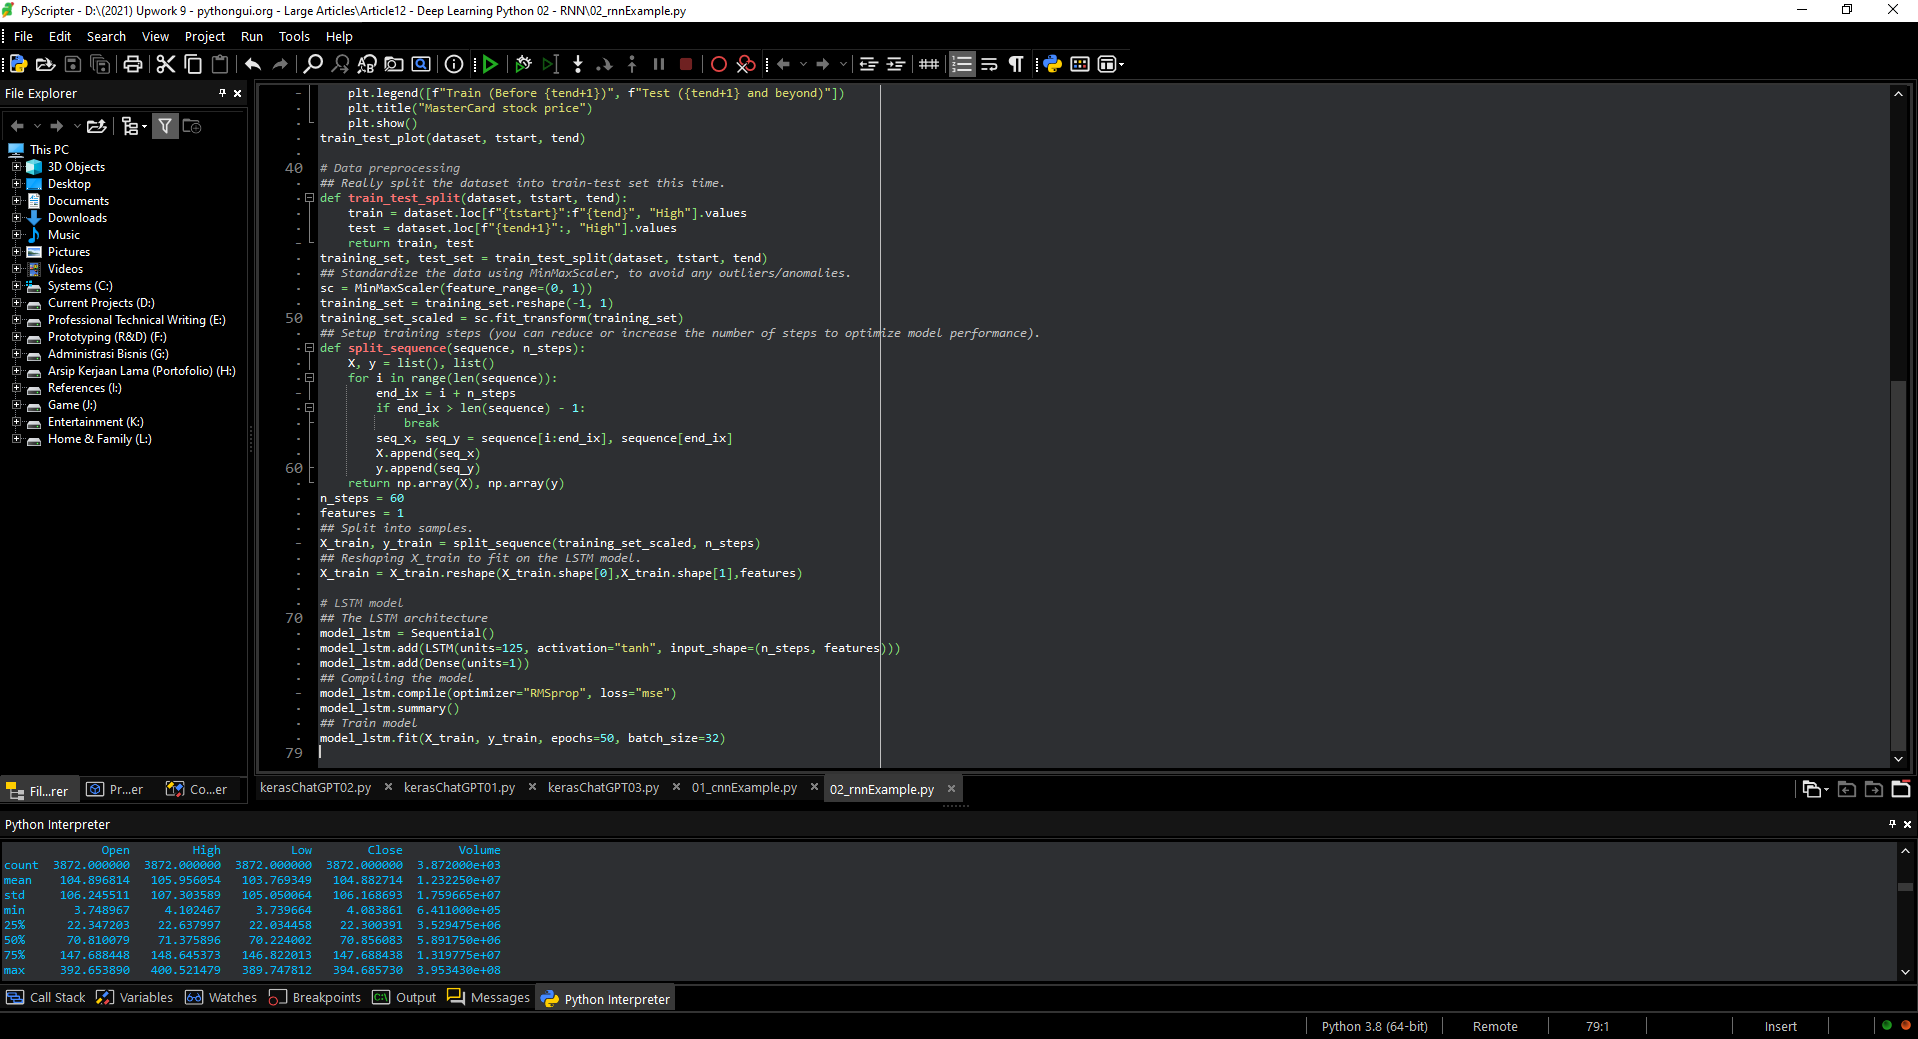 PyScripter - D:\(2021) Upwork 9 - pythongui.org - Large Articles\Article12 - Deep Learning Python 02 - RNN\02_rnnExample.py
File Edit Search View Project Run Tools Help
File Explorer
This PC
3D Objects
Desktop
Documents
Downloads
Music
Pictures
Videos
Systems (C:)
Current Projects (D:)
Professional Technical Writing (E:)
Prototyping (R&D) (F:)
Administrasi Bisnis (G:)
Arsip Kerjaan Lama (Portofolio) (H:)
References (I:)
Game (J:)
Entertainment (K:)
Home & Family (L:)
Fil...rer Pr...er Co...er
plt.legend([f"Train (Before {tend+1})", f"Test ({tend+1} and beyond)"])
plt.title("MasterCard stock price")
plt.show()
train_test_plot(dataset, tstart, tend)
40 # Data preprocessing
## Really split the dataset into train-test set this time.
def train_test_split(dataset, tstart, tend):
train = dataset.loc[f"{tstart}":f"{tend}", "High"].values
test = dataset.loc[f"{tend+1}":, "High"].values
return train, test
training_set, test_set = train_test_split(dataset, tstart, tend)
## Standardize the data using MinMaxScaler, to avoid any outliers/anomalies.
sc = MinMaxScaler(feature_range=(0, 1))
training_set = training_set.reshape(-1, 1)
50 training_set_scaled = sc.fit_transform(training_set)
## Setup training steps (you can reduce or increase the number of steps to optimize model performance).
def split_sequence(sequence, n_steps):
X, y = list(), list()
for i in range(len(sequence)):
end_ix = i + n_steps
if end_ix > len(sequence) - 1:
break
seq_x, seq_y = sequence[i:end_ix], sequence[end_ix]
X.append(seq_x)
60 y.append(seq_y)
return np.array(X), np.array(y)
n_steps = 60
features = 1
## Split into samples.
X_train, y_train = split_sequence(training_set_scaled, n_steps)
## Reshaping X_train to fit on the LSTM model.
X_train = X_train.reshape(X_train.shape[0],X_train.shape[1],features)
# LSTM model
70 ## The LSTM architecture
model_lstm = Sequential()
model_lstm.add(LSTM(units=125, activation="tanh", input_shape=(n_steps, features)))
model_lstm.add(Dense(units=1))
## Compiling the model
model_lstm.compile(optimizer="RMSprop", loss="mse")
model_lstm.summary()
## Train model
model_lstm.fit(X_train, y_train, epochs=50, batch_size=32)
79
kerasChatGPT02.py kerasChatGPT01.py kerasChatGPT03.py 01_cnnExample.py 02_rnnExample.py
Python Interpreter
Open High Low Close Volume
count 3872.000000 3872.000000 3872.000000 3872.000000 3.872000e+03
mean 104.896814 105.956054 103.769349 104.882714 1.232250e+07
std 106.245511 107.303589 105.050064 106.168693 1.759665e+07
min 3.748967 4.102467 3.739664 4.083861 6.411000e+05
25% 22.347203 22.637997 22.034458 22.300391 3.529475e+06
50% 70.810079 71.375896 70.224002 70.856083 5.891750e+06
75% 147.688448 148.645373 146.822013 147.688438 1.319775e+07
max 392.653890 400.521479 389.747812 394.685730 3.953430e+08
Call Stack Variables Watches Breakpoints Output Messages Python Interpreter
Python 3.8 (64-bit) Remote 79:1 Insert